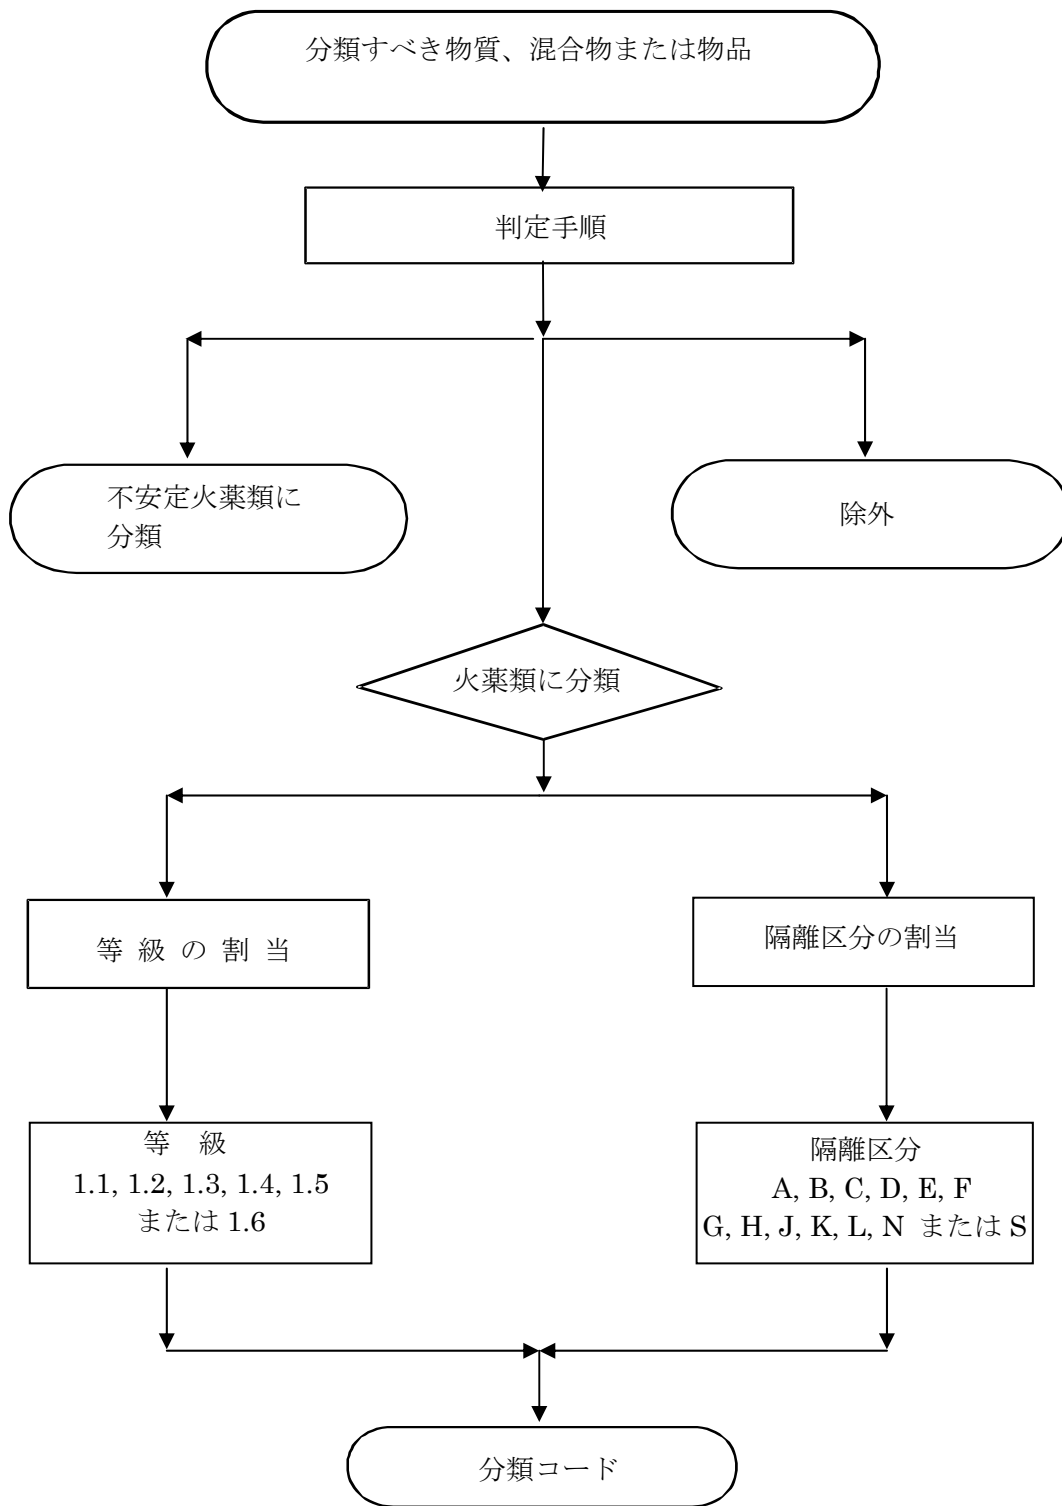 分類すべき物質、混合物または物品
判定手順
不安定火薬類に
分類
除外
火薬類に分類
等 級 の 割 当
隔離区分の割当
等　級
1.1, 1.2, 1.3, 1.4, 1.5
または 1.6
隔離区分
A, B, C, D, E, F
G, H, J, K, L, N または S
分類コード